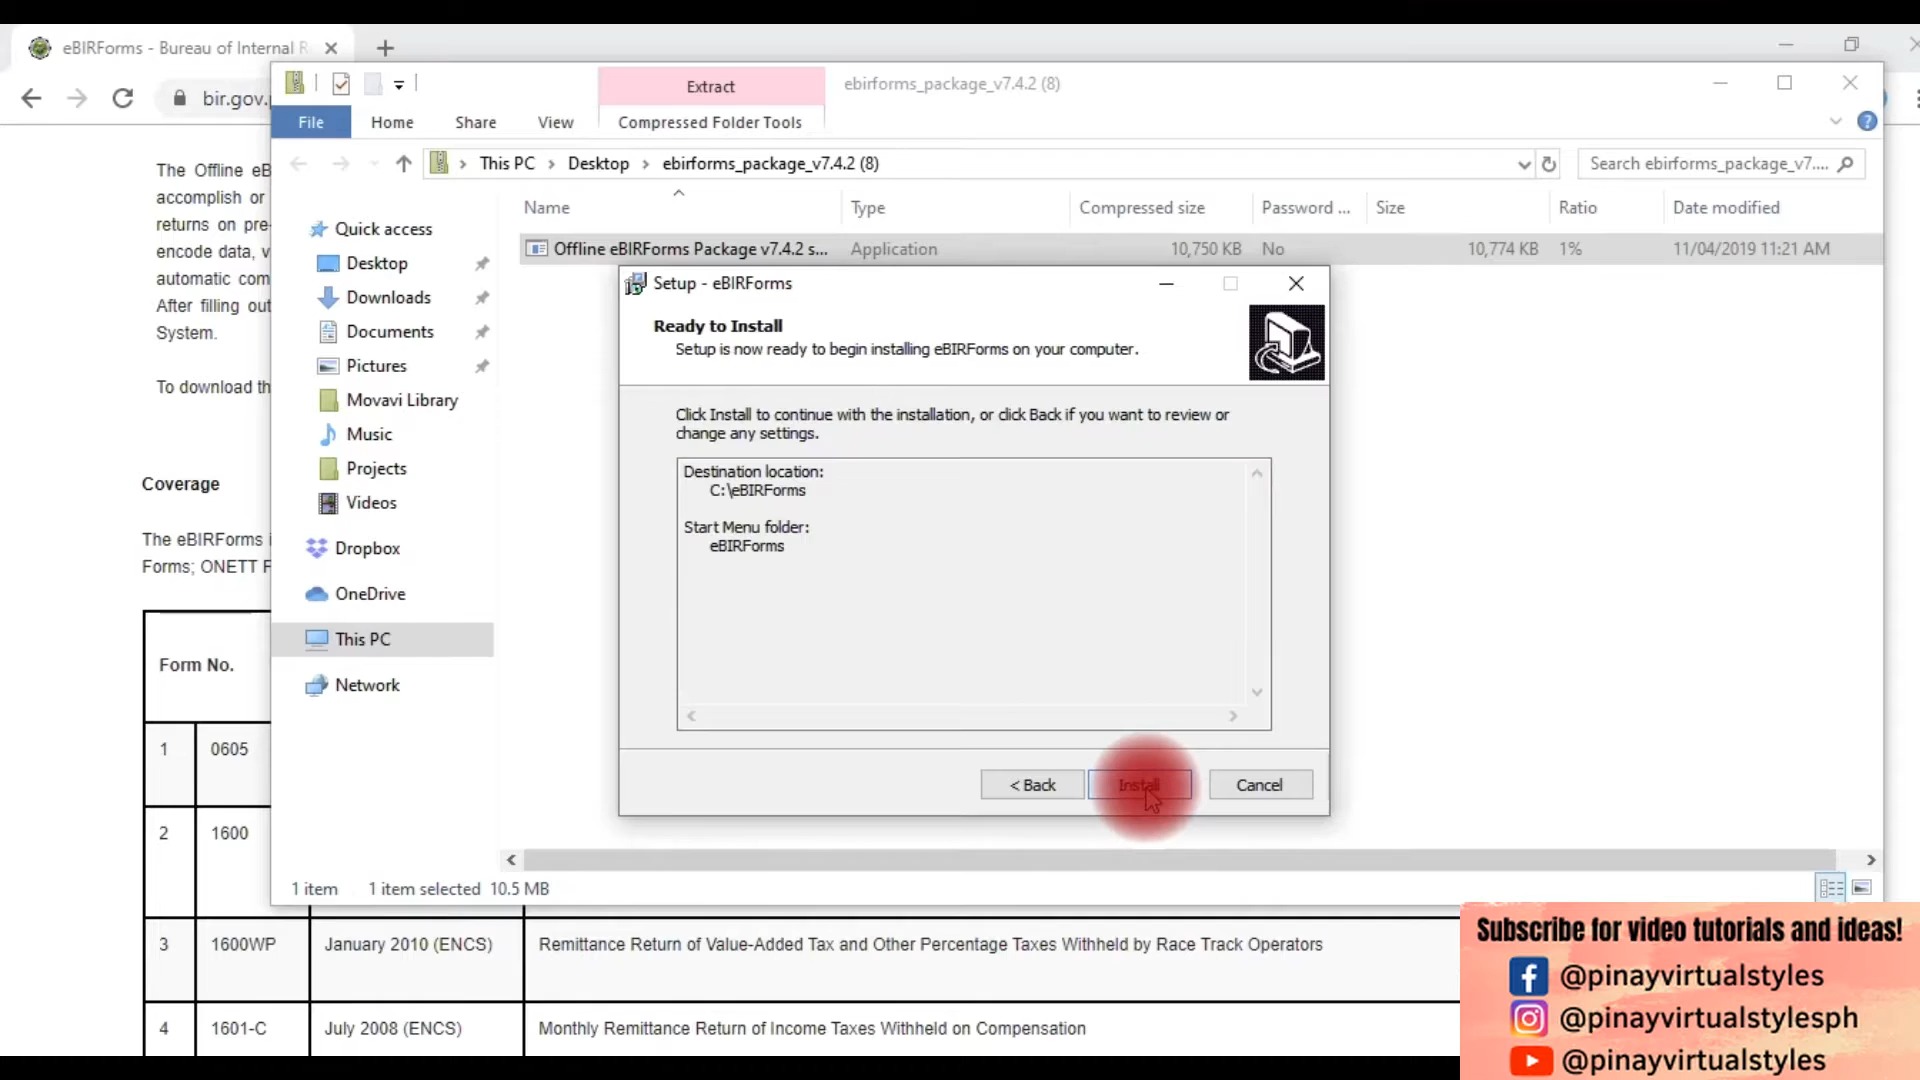 eBIRForms - Bureau of Internal R
bir.gov.
Extract
ebirforms_package_v7.4.2 (8)
File
Home
Share
View
Compressed Folder Tools
This PC > Desktop > ebirforms_package_v7.4.2 (8)
Search ebirforms_package_v7....
Name
Type
Compressed size
Password ...
Size
Ratio
Date modified
Offline eBIRForms Package v7.4.2 s...
Application
10,750 KB
No
10,774 KB
1%
11/04/2019 11:21 AM
Quick access
Desktop
Downloads
Documents
Pictures
Movavi Library
Music
Projects
Videos
Dropbox
OneDrive
This PC
Network
1 item
1 item selected 10.5 MB
Setup - eBIRForms
Ready to Install
Setup is now ready to begin installing eBIRForms on your computer.
Click Install to continue with the installation, or click Back if you want to review or
change any settings.
Destination location:
C:\eBIRForms
Start Menu folder:
eBIRForms
< Back
Install
Cancel
The Offline eB
accomplish or
returns on pre-
encode data, v
automatic com
After filling out
System.
To download th
Coverage
The eBIRForms i
Forms; ONETT F
Form No.
1
0605
2
1600
3
1600WP
January 2010 (ENCS)
Remittance Return of Value-Added Tax and Other Percentage Taxes Withheld by Race Track Operators
4
1601-C
July 2008 (ENCS)
Monthly Remittance Return of Income Taxes Withheld on Compensation
Subscribe for video tutorials and ideas!
@pinayvirtualstyles
@pinayvirtualstylesph
@pinayvirtualstyles